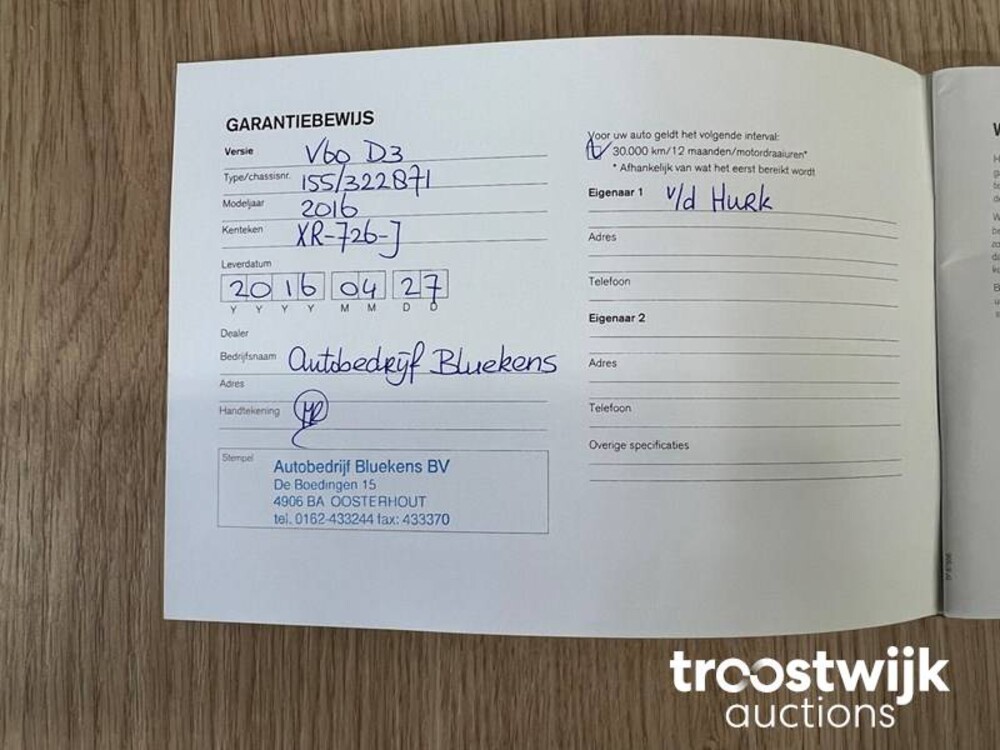 GARANTIEBEWIJS
Versie V60 D3
Type/chassisnr. 155/322871
Modeljaar 2016
Kenteken XR-726-J
Leverdatum
2016 04 27
Y Y Y Y M M D D
Dealer
Bedrijfsnaam Autobedrijf Bluekens
Adres
Handtekening
Stempel
Autobedrijf Bluekens BV
De Boedingen 15
4906 BA OOSTERHOUT
tel. 0162-433244 fax: 433370
Voor uw auto geldt het volgende interval:
30.000 km/12 maanden/motordraaiuren*
* Afhankelijk van wat het eerst bereikt wordt
Eigenaar 1 v/d Hurk
Adres
Telefoon
Eigenaar 2
Adres
Telefoon
Overige specificaties
troostwijk
auctions